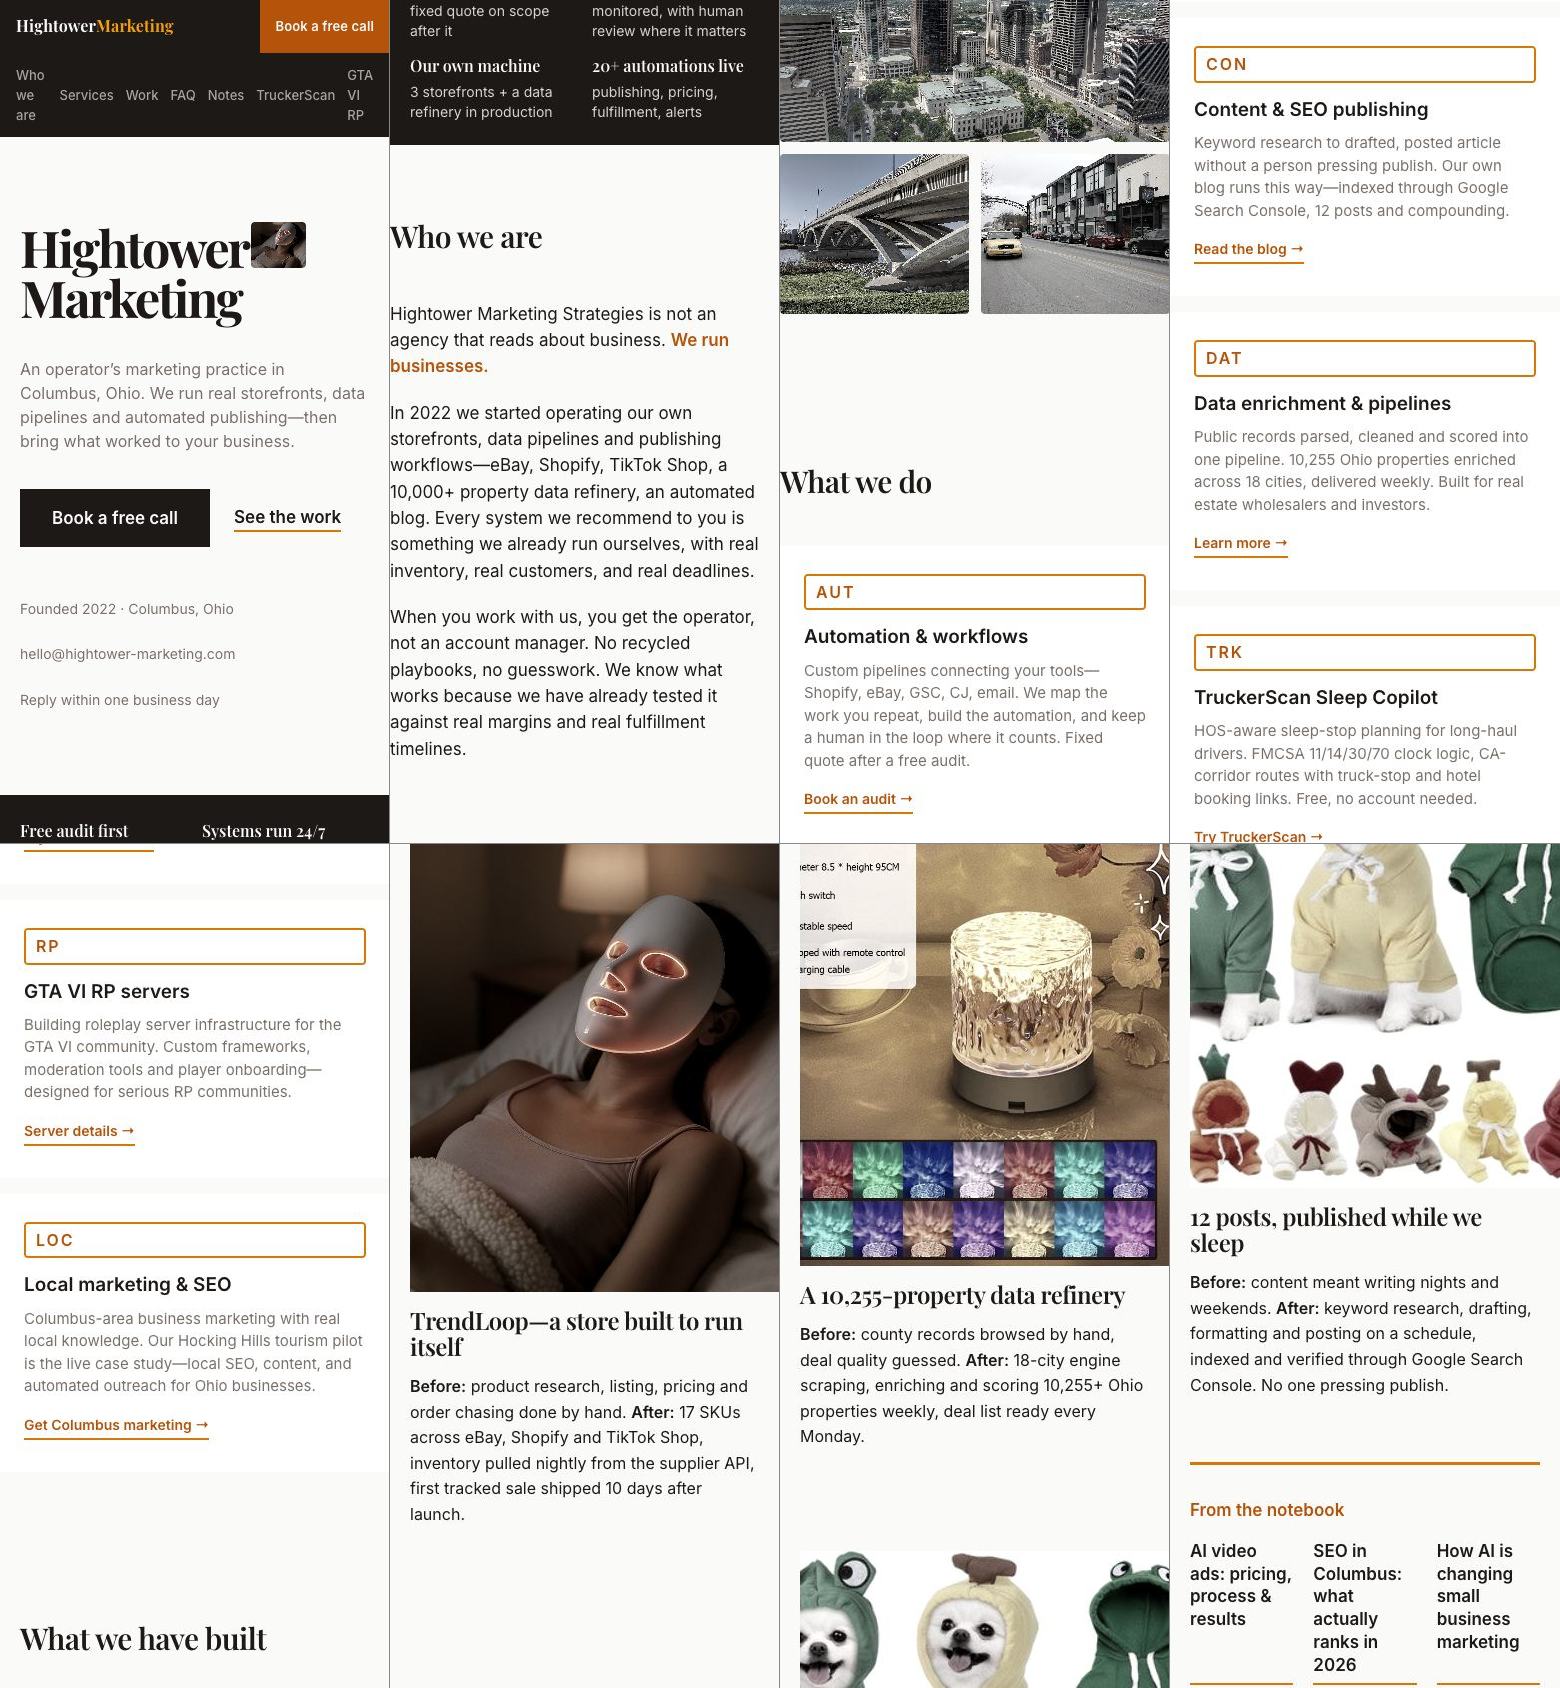 HightowerMarketing
Book a free call
Who we are
Services
Work
FAQ
Notes
TruckerScan
GTA VI RP
Hightower
Marketing
An operator’s marketing practice in
Columbus, Ohio. We run real storefronts, data
pipelines and automated publishing—then
bring what worked to your business.
Book a free call
See the work
Founded 2022 · Columbus, Ohio
hello@hightower-marketing.com
Reply within one business day
Free audit first
Systems run 24/7
fixed quote on scope
after it
monitored, with human
review where it matters
Our own machine
3 storefronts + a data
refinery in production
20+ automations live
publishing, pricing,
fulfillment, alerts
Who we are
Hightower Marketing Strategies is not an
agency that reads about business. We run
businesses.
In 2022 we started operating our own
storefronts, data pipelines and publishing
workflows—eBay, Shopify, TikTok Shop, a
10,000+ property data refinery, an automated
blog. Every system we recommend to you is
something we already run ourselves, with real
inventory, real customers, and real deadlines.
When you work with us, you get the operator,
not an account manager. No recycled
playbooks, no guesswork. We know what
works because we have already tested it
against real margins and real fulfillment
timelines.
What we do
AUT
Automation & workflows
Custom pipelines connecting your tools—
Shopify, eBay, GSC, CJ, email. We map the
work you repeat, build the automation, and keep
a human in the loop where it counts. Fixed
quote after a free audit.
Book an audit →
CON
Content & SEO publishing
Keyword research to drafted, posted article
without a person pressing publish. Our own
blog runs this way—indexed through Google
Search Console, 12 posts and compounding.
Read the blog →
DAT
Data enrichment & pipelines
Public records parsed, cleaned and scored into
one pipeline. 10,255 Ohio properties enriched
across 18 cities, delivered weekly. Built for real
estate wholesalers and investors.
Learn more →
TRK
TruckerScan Sleep Copilot
HOS-aware sleep-stop planning for long-haul
drivers. FMCSA 11/14/30/70 clock logic, CA-
corridor routes with truck-stop and hotel
booking links. Free, no account needed.
Try TruckerScan →
RP
GTA VI RP servers
Building roleplay server infrastructure for the
GTA VI community. Custom frameworks,
moderation tools and player onboarding—
designed for serious RP communities.
Server details →
LOC
Local marketing & SEO
Columbus-area business marketing with real
local knowledge. Our Hocking Hills tourism pilot
is the live case study—local SEO, content, and
automated outreach for Ohio businesses.
Get Columbus marketing →
What we have built
TrendLoop—a store built to run
itself
Before: product research, listing, pricing and
order chasing done by hand. After: 17 SKUs
across eBay, Shopify and TikTok Shop,
inventory pulled nightly from the supplier API,
first tracked sale shipped 10 days after
launch.
eter 8.5 * height 95CM
h switch
stable speed
pped with remote control
arging cable
A 10,255-property data refinery
Before: county records browsed by hand,
deal quality guessed. After: 18-city engine
scraping, enriching and scoring 10,255+ Ohio
properties weekly, deal list ready every
Monday.
12 posts, published while we
sleep
Before: content meant writing nights and
weekends. After: keyword research, drafting,
formatting and posting on a schedule,
indexed and verified through Google Search
Console. No one pressing publish.
From the notebook
AI video
ads: pricing,
process &
results
SEO in
Columbus:
what
actually
ranks in
2026
How AI is
changing
small
business
marketing